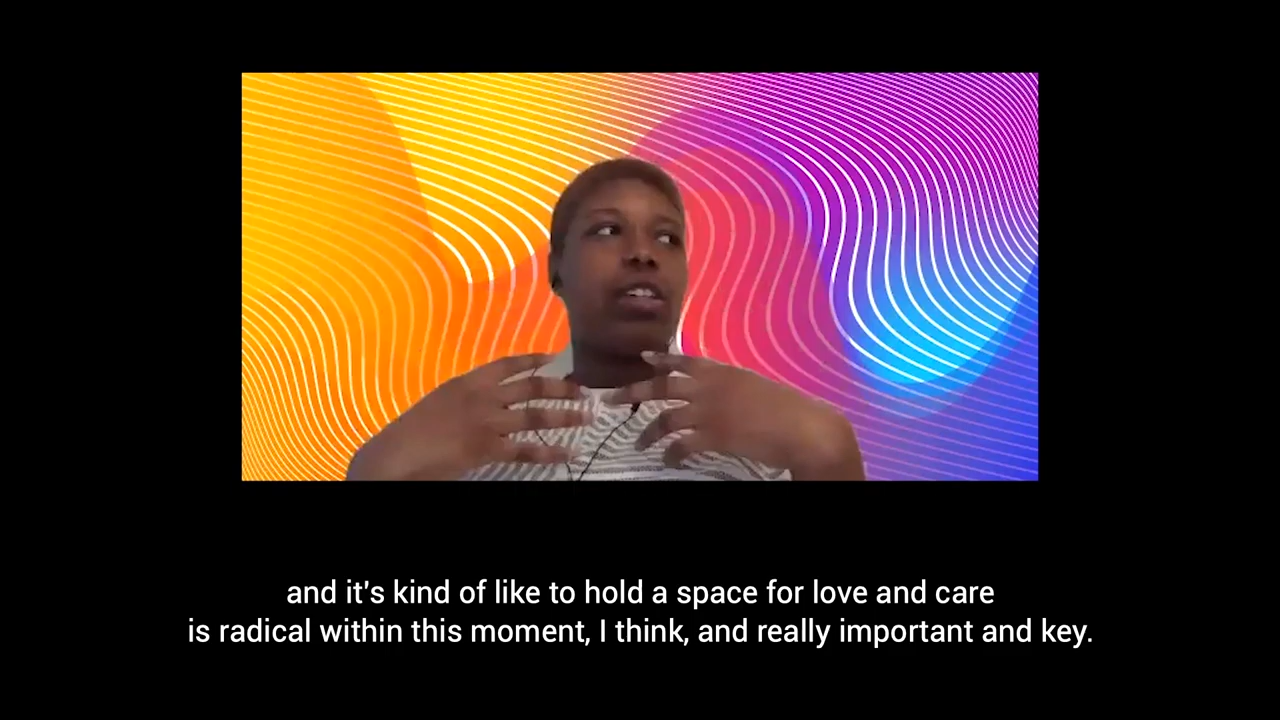 and it's kind of like to hold a space for love and care
is radical within this moment, I think, and really important and key.